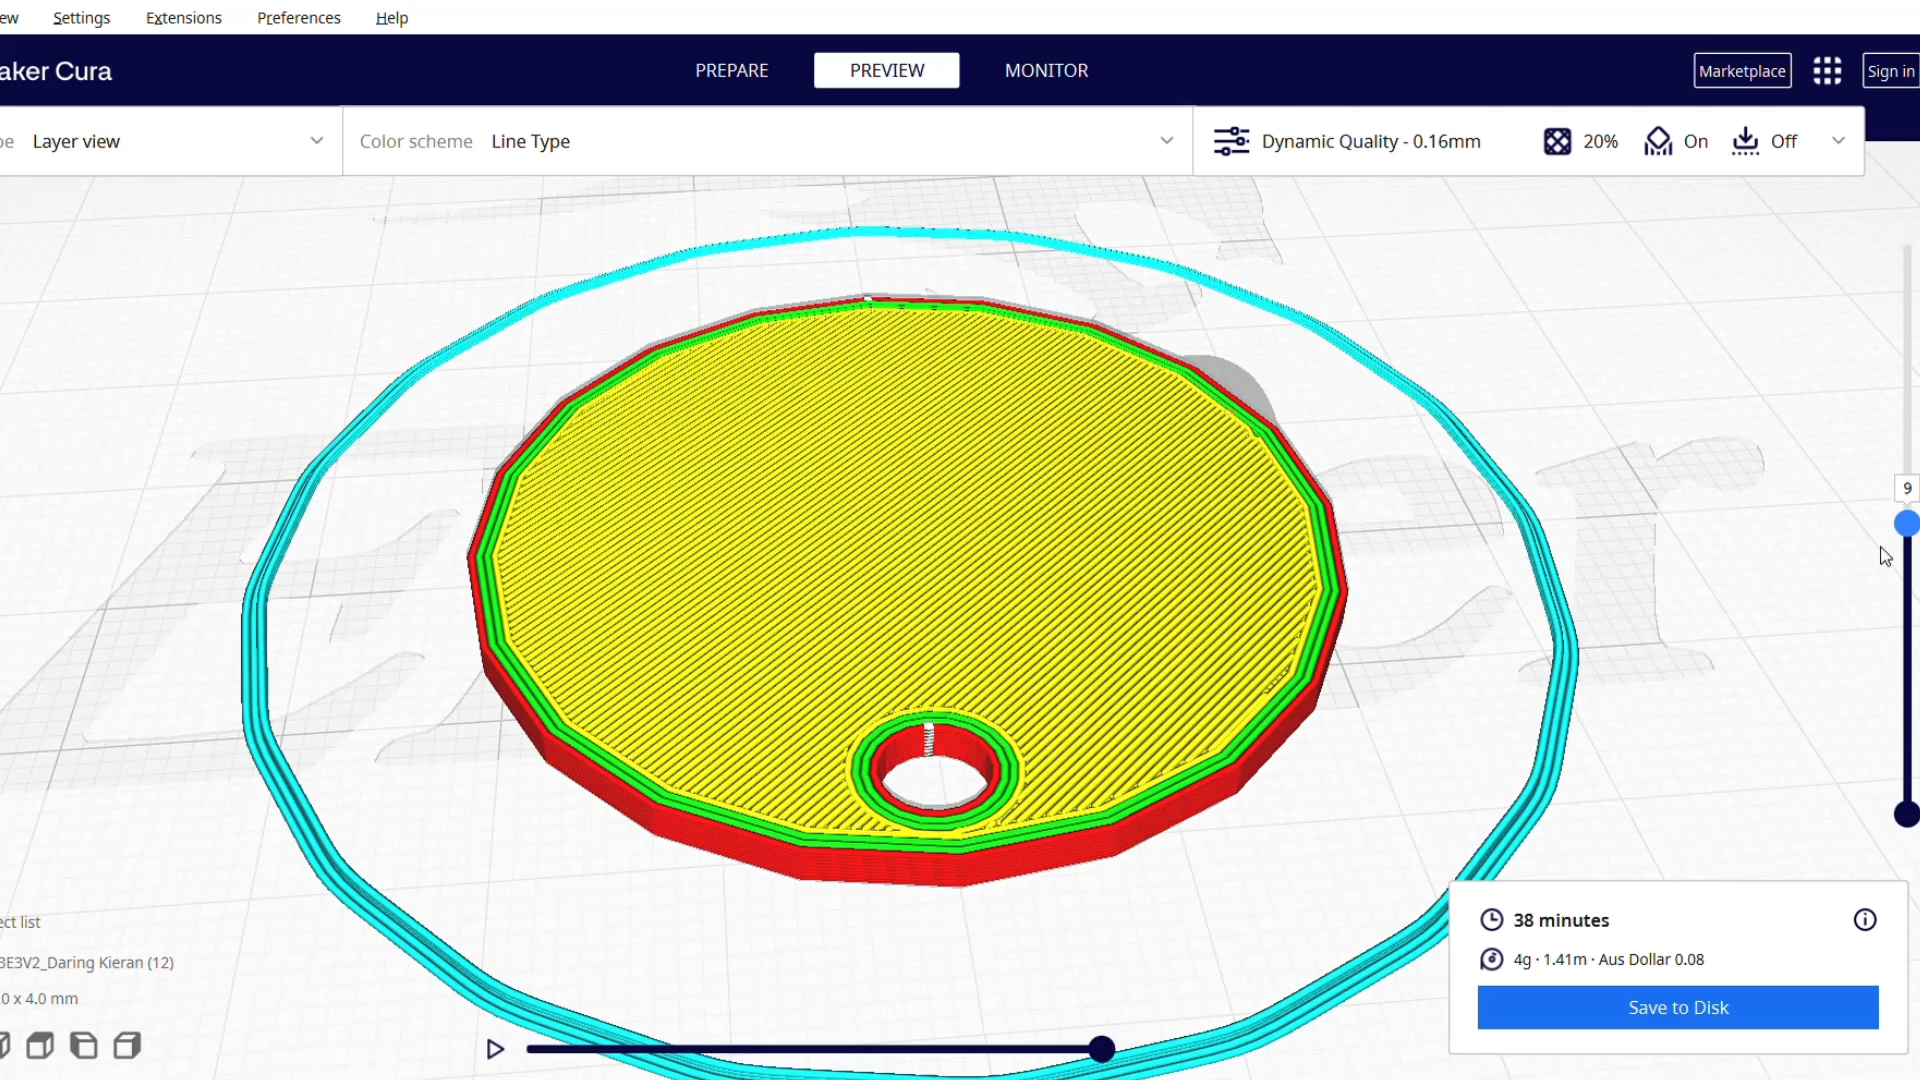 ew Settings Extensions Preferences Help
aker Cura PREPARE PREVIEW MONITOR Marketplace Sign in
pe Layer view Color scheme Line Type Dynamic Quality - 0.16mm 20% On Off
9
ect list
3E3V2_Daring Kieran (12)
.0 x 4.0 mm
38 minutes
4g · 1.41m · Aus Dollar 0.08
Save to Disk